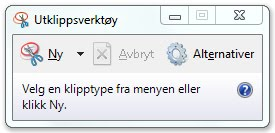 Utklippsverktøy
Ny Avbryt Alternativer
Velg en klipptype fra menyen eller
klikk Ny.